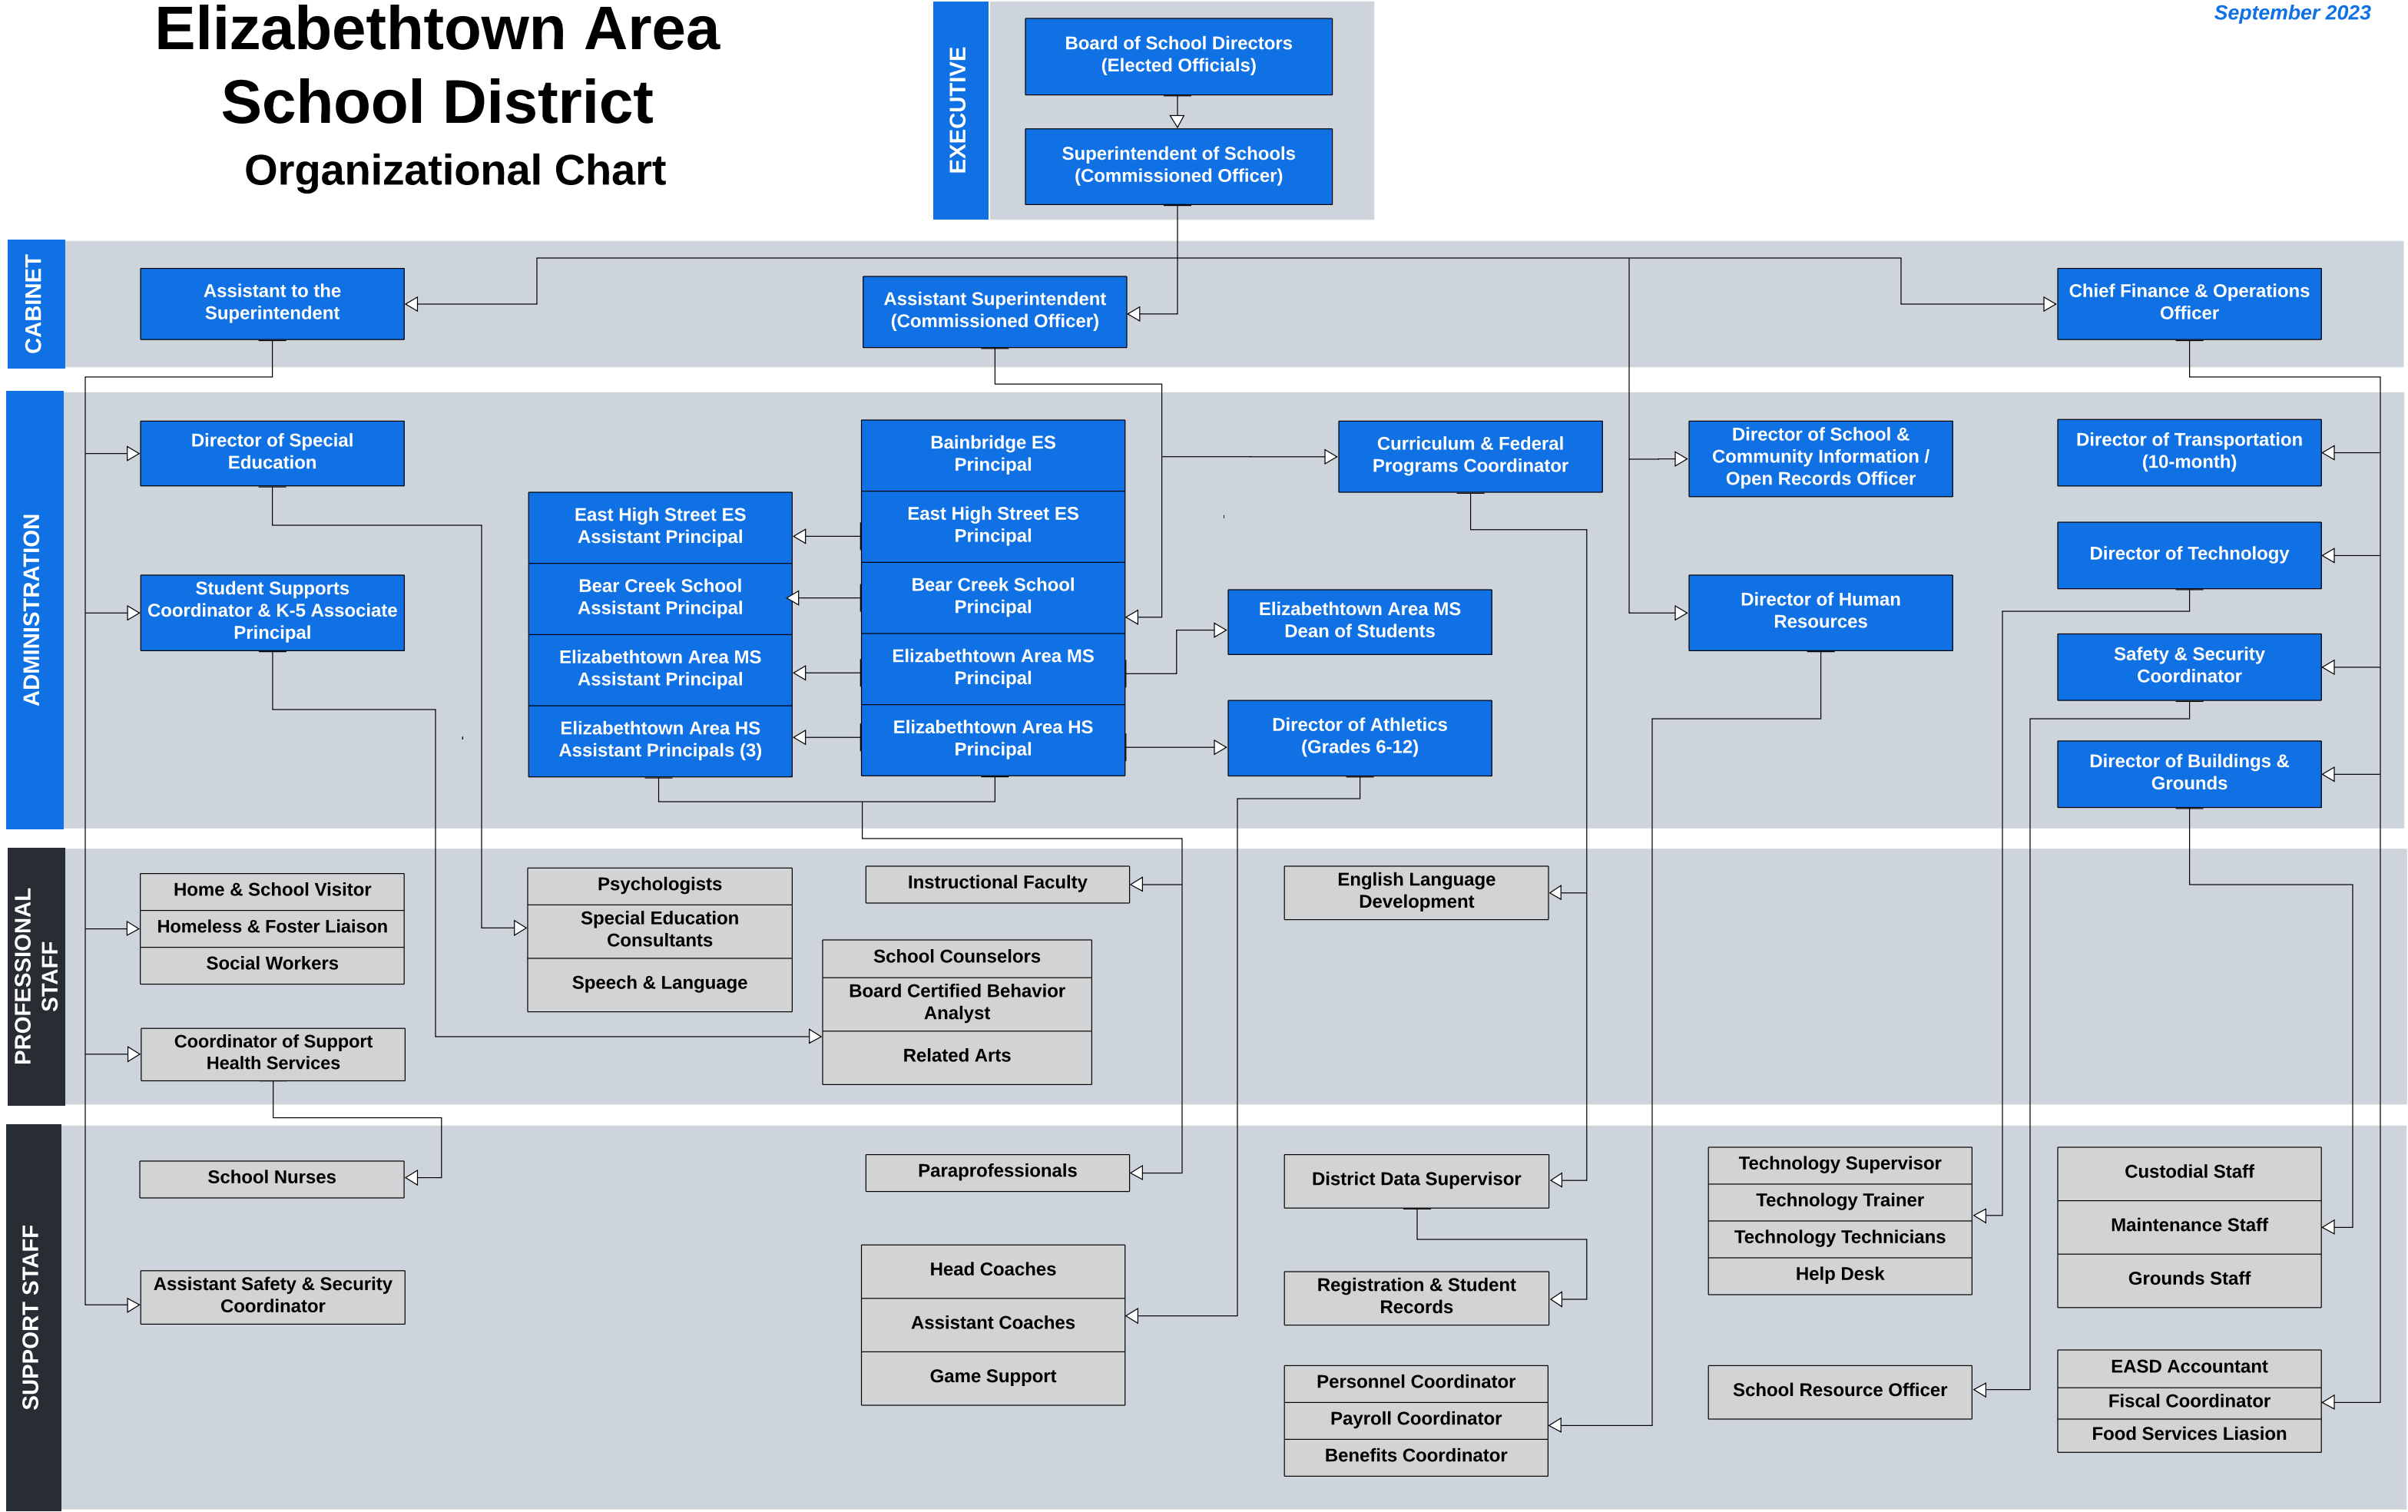 Elizabethtown Area
School District
Organizational Chart
September 2023
EXECUTIVE
Board of School Directors
(Elected Officials)
Superintendent of Schools
(Commissioned Officer)
CABINET
Assistant to the
Superintendent
Assistant Superintendent
(Commissioned Officer)
Chief Finance & Operations
Officer
ADMINISTRATION
Director of Special
Education
Student Supports
Coordinator & K-5 Associate
Principal
East High Street ES
Assistant Principal
Bear Creek School
Assistant Principal
Elizabethtown Area MS
Assistant Principal
Elizabethtown Area HS
Assistant Principals (3)
Bainbridge ES
Principal
East High Street ES
Principal
Bear Creek School
Principal
Elizabethtown Area MS
Principal
Elizabethtown Area HS
Principal
Curriculum & Federal
Programs Coordinator
Elizabethtown Area MS
Dean of Students
Director of Athletics
(Grades 6-12)
Director of School &
Community Information /
Open Records Officer
Director of Human
Resources
Director of Transportation
(10-month)
Director of Technology
Safety & Security
Coordinator
Director of Buildings &
Grounds
PROFESSIONAL
STAFF
Home & School Visitor
Homeless & Foster Liaison
Social Workers
Coordinator of Support
Health Services
Psychologists
Special Education
Consultants
Speech & Language
Instructional Faculty
School Counselors
Board Certified Behavior
Analyst
Related Arts
English Language
Development
SUPPORT STAFF
School Nurses
Assistant Safety & Security
Coordinator
Paraprofessionals
Head Coaches
Assistant Coaches
Game Support
District Data Supervisor
Registration & Student
Records
Personnel Coordinator
Payroll Coordinator
Benefits Coordinator
Technology Supervisor
Technology Trainer
Technology Technicians
Help Desk
School Resource Officer
Custodial Staff
Maintenance Staff
Grounds Staff
EASD Accountant
Fiscal Coordinator
Food Services Liasion